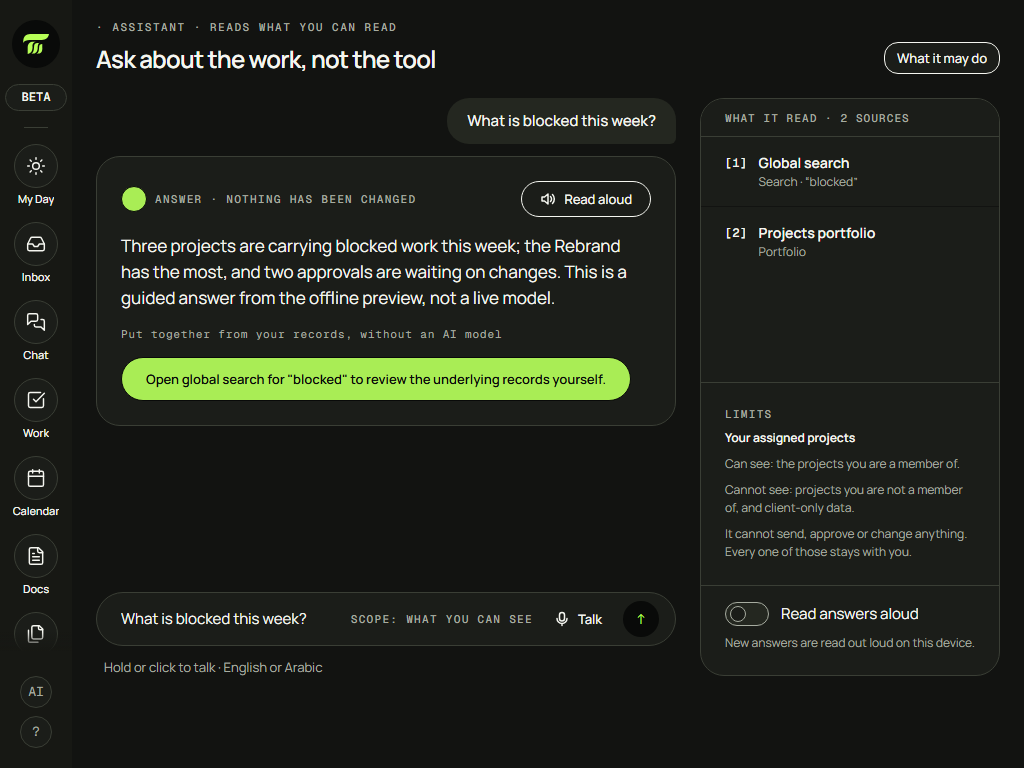 · ASSISTANT · READS WHAT YOU CAN READ
Ask about the work, not the tool
What it may do
BETA
My Day
Inbox
Chat
Work
Calendar
Docs
AI
?
What is blocked this week?
ANSWER · NOTHING HAS BEEN CHANGED
Read aloud
Three projects are carrying blocked work this week; the Rebrand
has the most, and two approvals are waiting on changes. This is a
guided answer from the offline preview, not a live model.
Put together from your records, without an AI model
Open global search for "blocked" to review the underlying records yourself.
What is blocked this week?
SCOPE: WHAT YOU CAN SEE
Talk
Hold or click to talk · English or Arabic
WHAT IT READ · 2 SOURCES
[1] Global search
Search · "blocked"
[2] Projects portfolio
Portfolio
LIMITS
Your assigned projects
Can see: the projects you are a member of.
Cannot see: projects you are not a member
of, and client-only data.
It cannot send, approve or change anything.
Every one of those stays with you.
Read answers aloud
New answers are read out loud on this device.